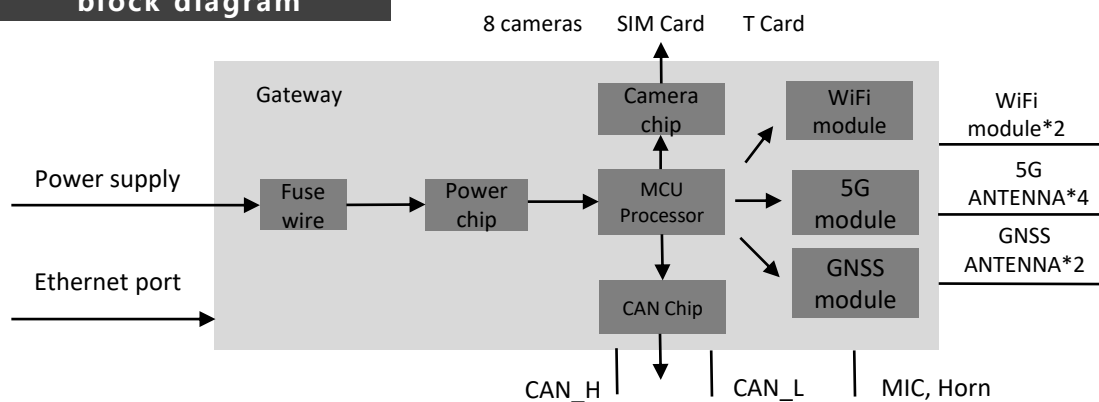 block diagram
8 cameras SIM Card T Card
Gateway
Camera
chip
WiFi
module
WiFi
module*2
Power supply
Fuse
wire
Power
chip
MCU
Processor
5G
module
5G
ANTENNA*4
GNSS
ANTENNA*2
Ethernet port
CAN Chip
GNSS
module
CAN_H
CAN_L
MIC, Horn